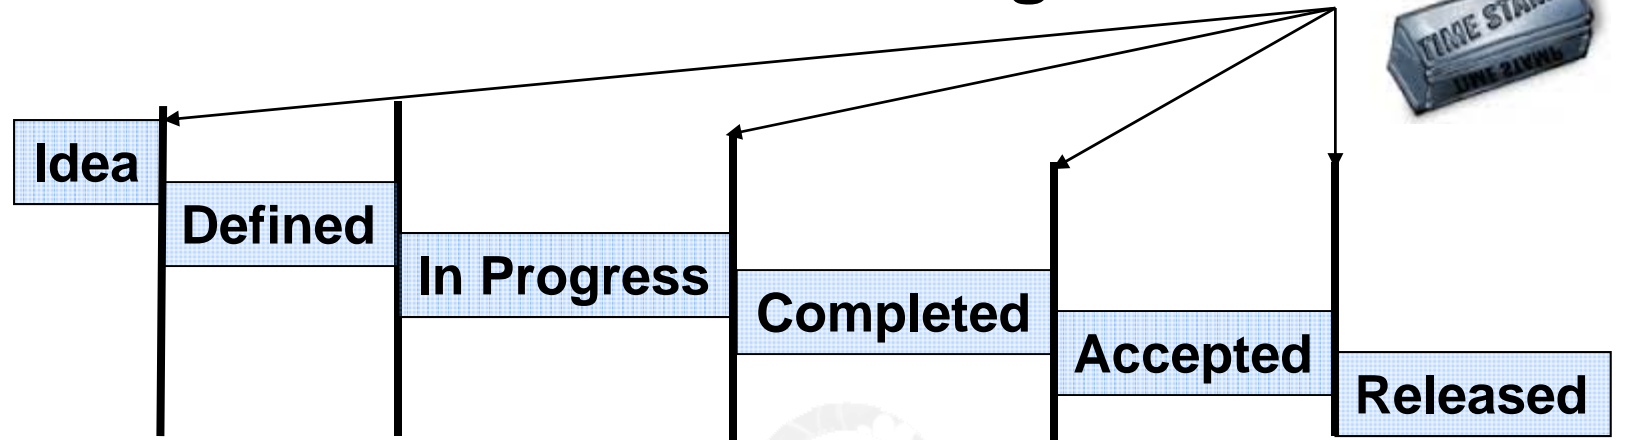 TIME STAMP
Idea
Defined
In Progress
Completed
Accepted
Released